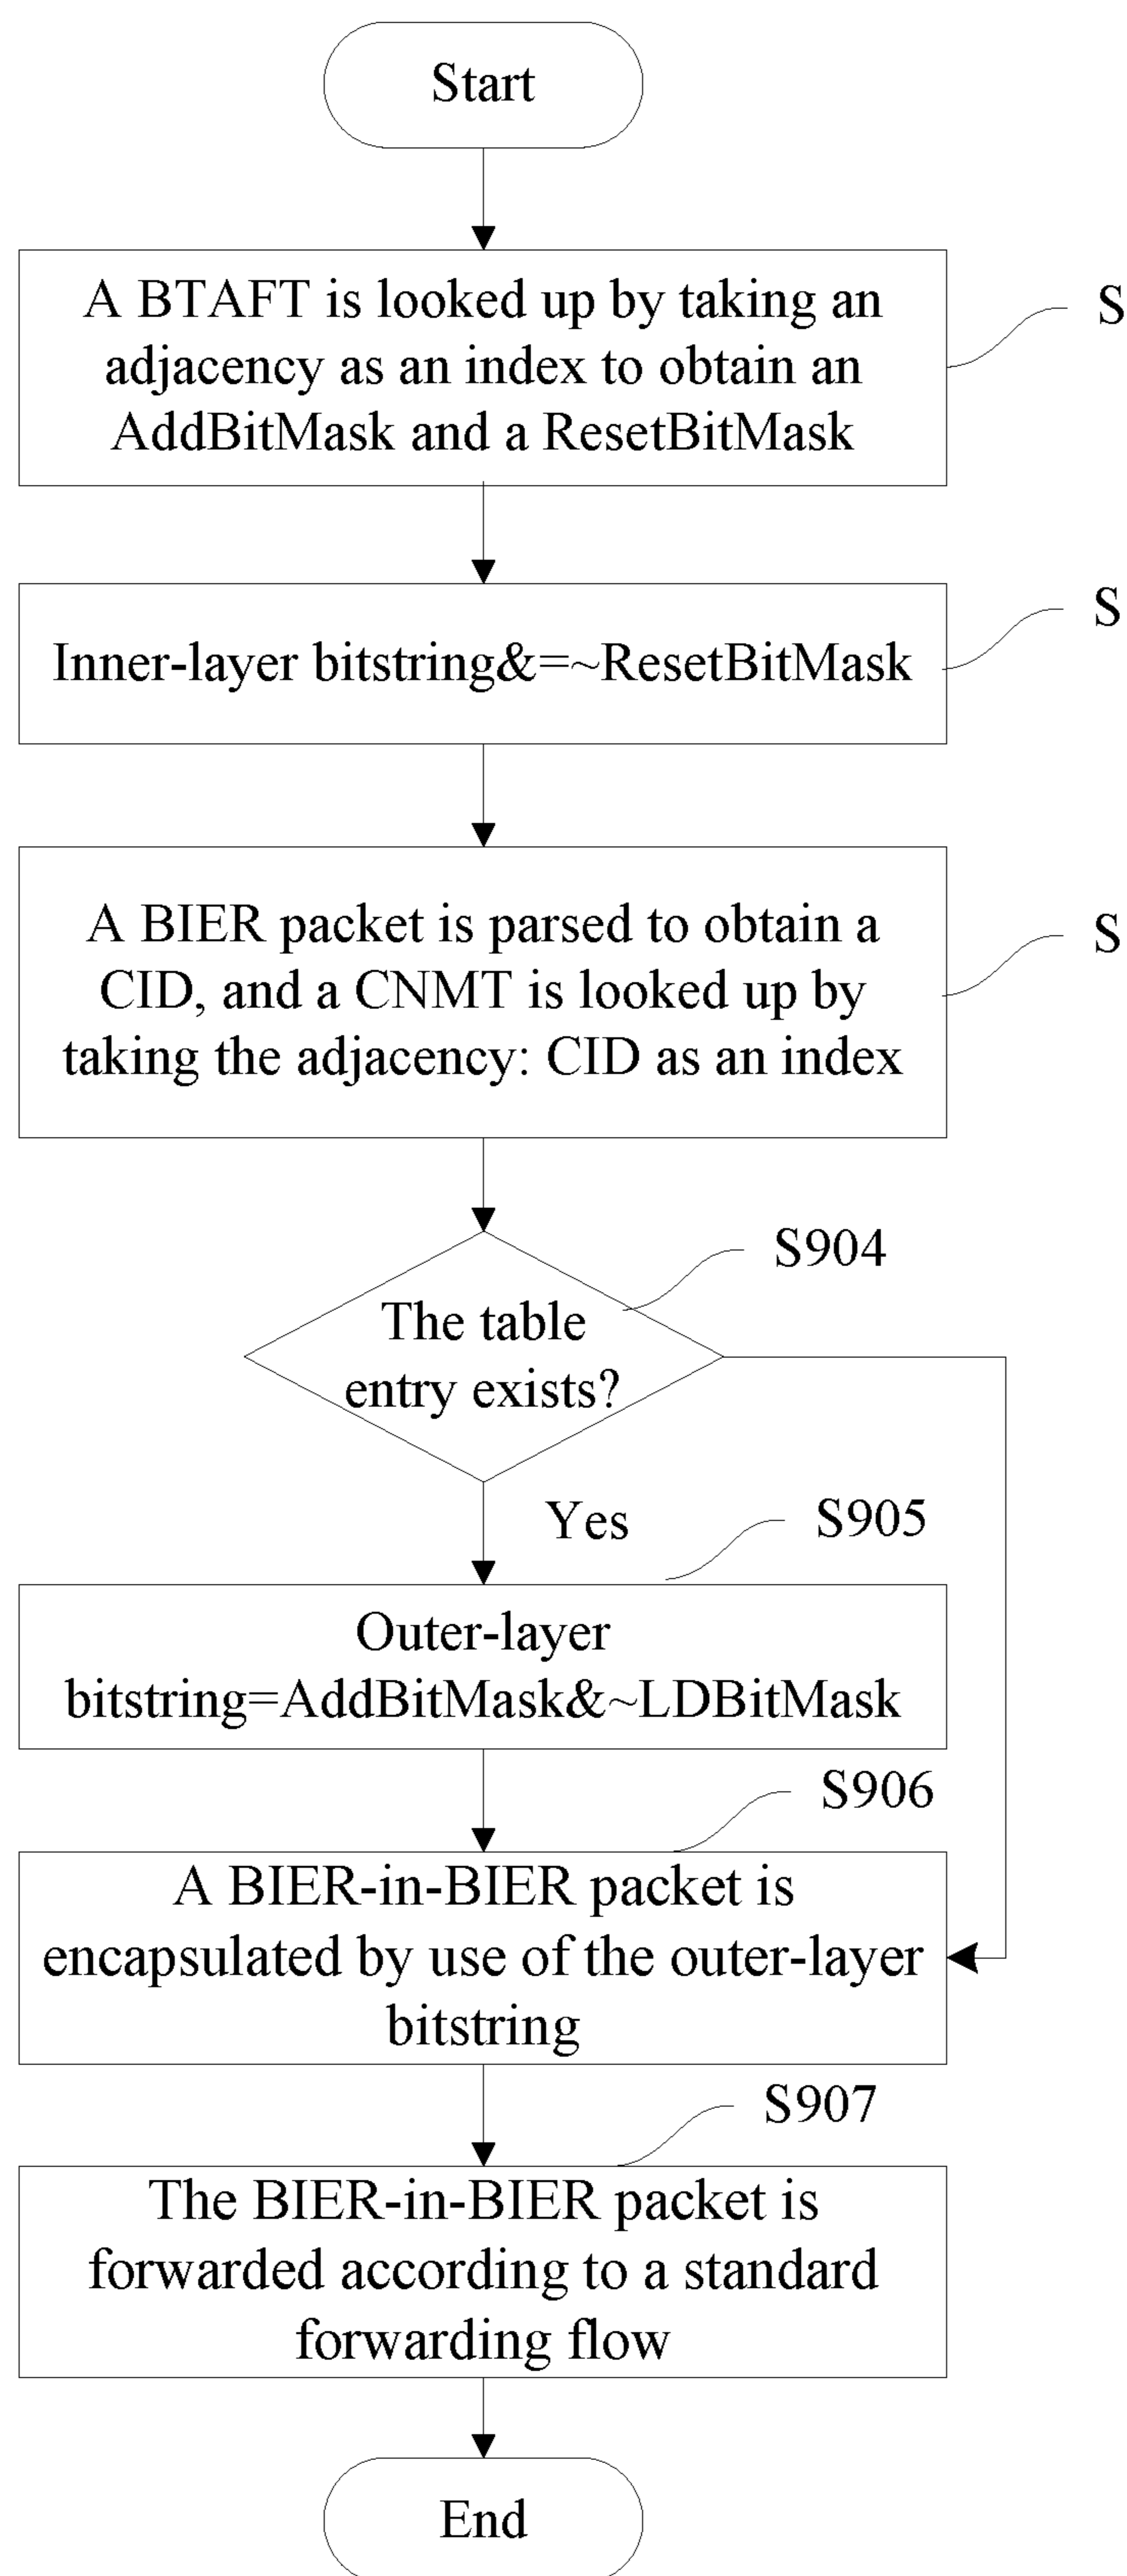 Start
A BTAFT is looked up by taking an
adjacency as an index to obtain an
AddBitMask and a ResetBitMask
S
Inner-layer bitstring&=~ResetBitMask
S
A BIER packet is parsed to obtain a
CID, and a CNMT is looked up by
taking the adjacency: CID as an index
S
S904
The table
entry exists?
Yes
S905
Outer-layer
bitstring=AddBitMask&~LDBitMask
S906
A BIER-in-BIER packet is
encapsulated by use of the outer-layer
bitstring
S907
The BIER-in-BIER packet is
forwarded according to a standard
forwarding flow
End